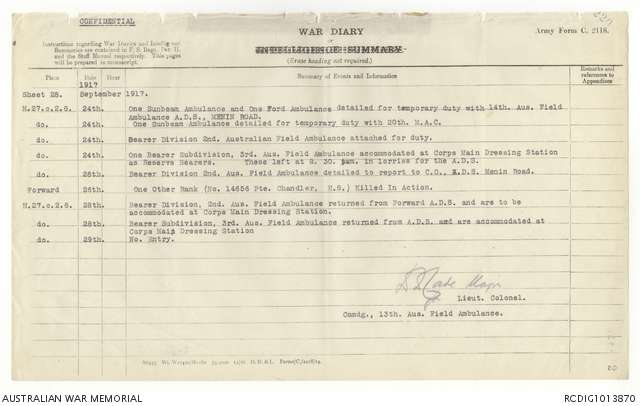 CONFIDENTIAL
WAR DIARY
or
INTELLIGENCE SUMMARY.
(Erase heading not required).
Army Form C. 2118.
Instructions regarding War Diaries and Intelligence
Summaries are contained in F. S. Regs., Part II.
and the Staff Manual respectively. Title pages
will be prepared in manuscript.
Place Date Hour Summary of Events and Information Remarks and references to Appendices
1917
Sheet 28. September 1917.
H.27.c.2.6. 24th. One Sunbeam Ambulance and One Ford Ambulance detailed for temporary duty with 14th. Aus. Field
Ambulance A.D.S., MENIN ROAD.
do. 24th. One Sunbeam Ambulance detailed for temporary duty with 20th. M.A.C.
do. 24th. Bearer Division 2nd. Australian Field Ambulance attached for duty.
do. 24th. One Bearer Subdivision, 3rd. Aus. Field Ambulance accommodated at Corps Main Dressing Station
as Reserve Bearers. These left at 8. 30. pm. in lorries for the A.D.S.
do. 26th. Bearer Division 2nd. Aus. Field Ambulance detailed to report to C.O., A.D.S. Menin Road.
Forward 26th. One Other Rank (No. 14656 Pte. Chandler, H.S.) Killed In Action.
H.27.c.2.6. 28th. Bearer Division, 2nd. Aus. Field Ambulance returned from Forward A.D.S. and are to be
accommodated at Corps Main Dressing Station.
do. 28th. Bearer Subdivision, 3rd Aus. Field Ambulance returned from A.D.S. and are accommodated at
Corps Main Dressing Station
do. 29th. No. Entry.
Lieut. Colonel.
Comdg, 13th. Aus. Field Ambulance.
AUSTRALIAN WAR MEMORIAL
RCDIG1013870